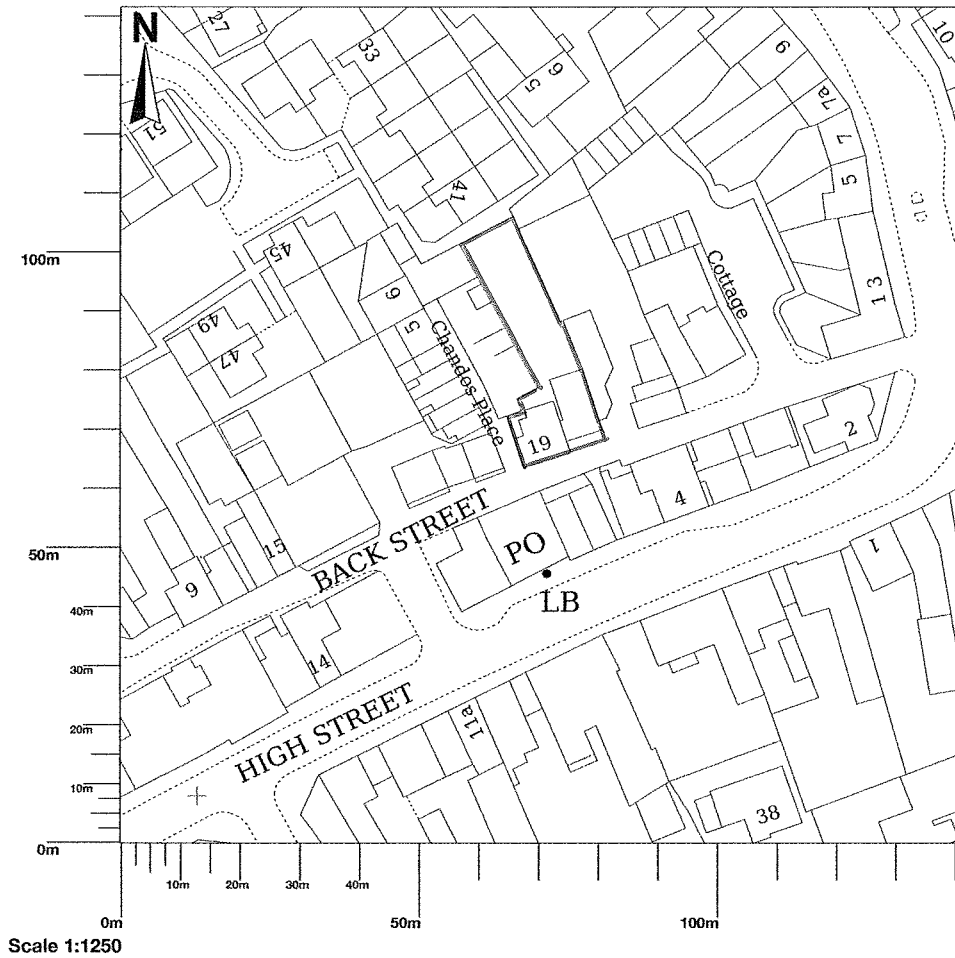 N
27
33
51
41
5
6
9
7a
7
5
13
10
45
49
47
6
5
Chandos Place
Cottage
19
100m
50m
40m
30m
20m
10m
0m
BACK STREET
PO
LB
4
2
1
15
9
14
HIGH STREET
11a
38
10m
20m
30m
40m
0m
50m
100m
Scale 1:1250